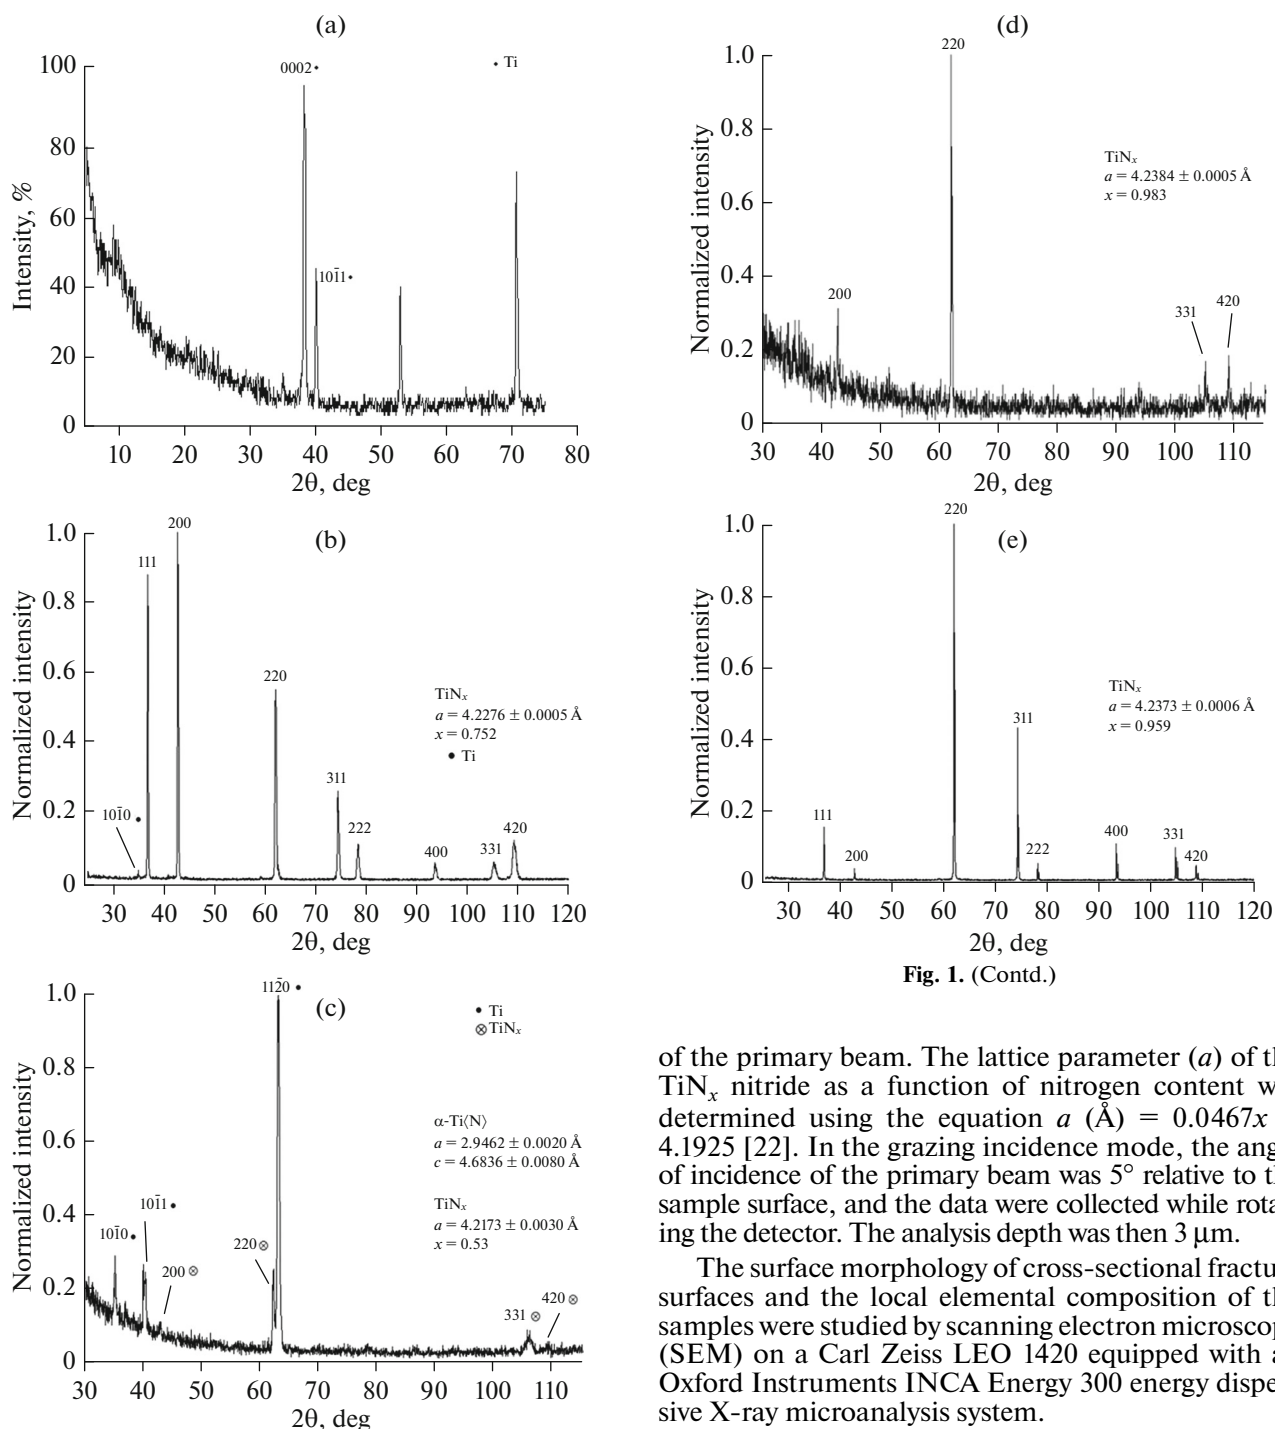 (a)
Intensity, %
100
80
60
40
20
0
0002 •
101̄1 •
• Ti
10 20 30 40 50 60 70 80
2θ, deg
(b)
Normalized intensity
1.0
0.8
0.6
0.4
0.2
0
101̄0 •
111
200
220
311
222
400
331
420
TiNₓ
a = 4.2276 ± 0.0005 Å
x = 0.752
• Ti
30 40 50 60 70 80 90 100 110 120
2θ, deg
(c)
Normalized intensity
1.0
0.8
0.6
0.4
0.2
0
101̄0 •
101̄1 •
200 ⊗
220 ⊗
112̄0 •
331 ⊗
420 ⊗
• Ti
⊗ TiNₓ
α-Ti⟨N⟩
a = 2.9462 ± 0.0020 Å
c = 4.6836 ± 0.0080 Å
TiNₓ
a = 4.2173 ± 0.0030 Å
x = 0.53
30 40 50 60 70 80 90 100 110
2θ, deg
(d)
Normalized intensity
1.0
0.8
0.6
0.4
0.2
0
200
220
331
420
TiNₓ
a = 4.2384 ± 0.0005 Å
x = 0.983
30 40 50 60 70 80 90 100 110
2θ, deg
(e)
Normalized intensity
1.0
0.8
0.6
0.4
0.2
0
111
200
220
311
222
400
331
420
TiNₓ
a = 4.2373 ± 0.0006 Å
x = 0.959
30 40 50 60 70 80 90 100 110 120
2θ, deg
Fig. 1. (Contd.)
of the primary beam. The lattice parameter (a) of
TiNₓ nitride as a function of nitrogen content
determined using the equation a (Å) = 0.0467x
4.1925 [22]. In the grazing incidence mode, the
of incidence of the primary beam was 5° relative to
sample surface, and the data were collected while
ing the detector. The analysis depth was then 3 μm.
The surface morphology of cross-sectional
surfaces and the local elemental composition of
samples were studied by scanning electron
(SEM) on a Carl Zeiss LEO 1420 equipped with
Oxford Instruments INCA Energy 300 energy
sive X-ray microanalysis system.